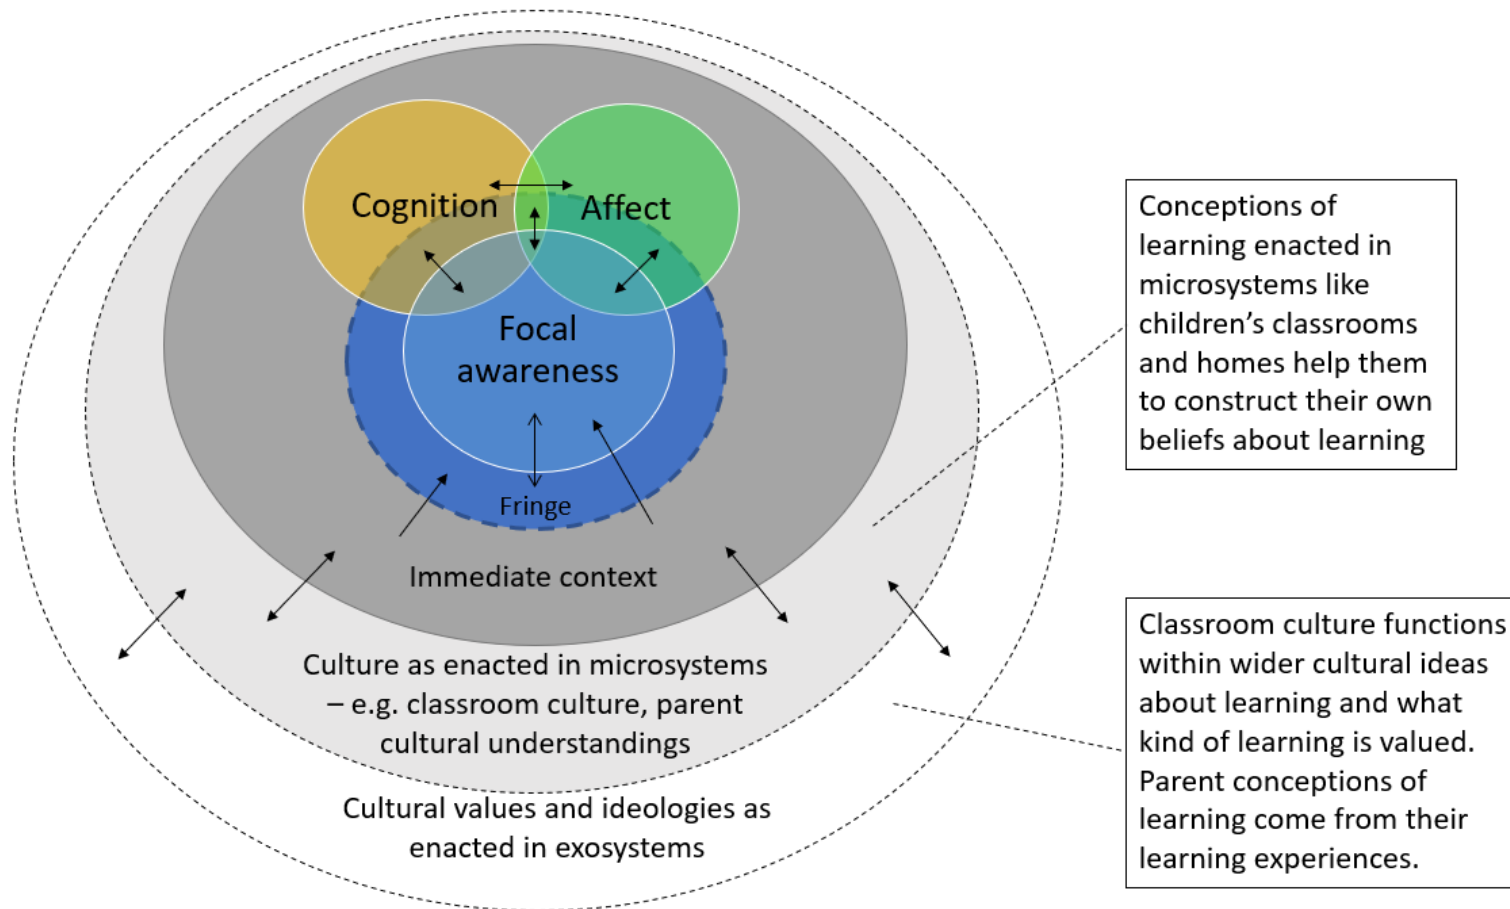 Cognition
Affect
Focal
awareness
Fringe
Immediate context
Culture as enacted in microsystems
– e.g. classroom culture, parent
cultural understandings
Cultural values and ideologies as
enacted in exosystems
Conceptions of
learning enacted in
microsystems like
children’s classrooms
and homes help them
to construct their own
beliefs about learning
Classroom culture functions
within wider cultural ideas
about learning and what
kind of learning is valued.
Parent conceptions of
learning come from their
learning experiences.